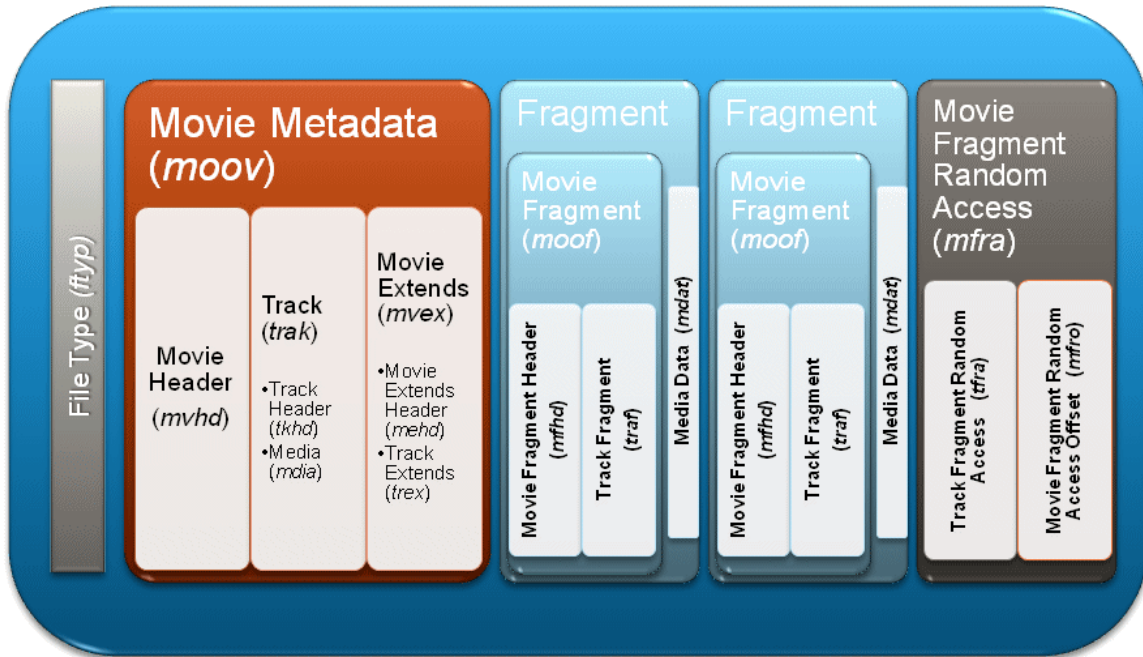 File Type (ftyp)
Movie Metadata
(moov)
Movie
Header
(mvhd)
Track
(trak)
•Track
Header
(tkhd)
•Media
(mdia)
Movie
Extends
(mvex)
•Movie
Extends
Header
(mehd)
•Track
Extends
(trex)
Fragment
Movie
Fragment
(moof)
Movie Fragment Header
(mfhd)
Track Fragment
(traf)
Media Data (mdat)
Fragment
Movie
Fragment
(moof)
Movie Fragment Header
(mfhd)
Track Fragment
(traf)
Media Data (mdat)
Movie
Fragment
Random
Access
(mfra)
Track Fragment Random
Access (tfra)
Movie Fragment Random
Access Offset (mfro)